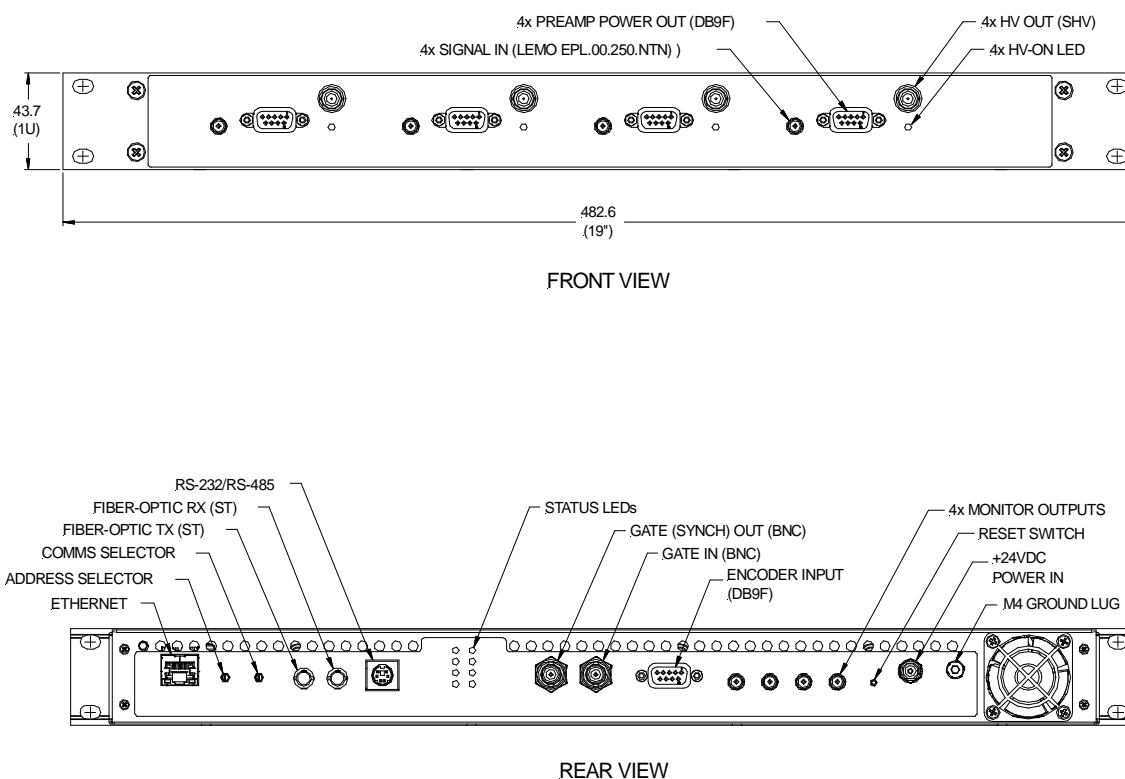 4x PREAMP POWER OUT (DB9F)
4x HV OUT (SHV)
4x SIGNAL IN (LEMO EPL.00.250.NTN) )
4x HV-ON LED
43.7
(1U)
482.6
(19")
FRONT VIEW
RS-232/RS-485
FIBER-OPTIC RX (ST)
FIBER-OPTIC TX (ST)
COMMS SELECTOR
ADDRESS SELECTOR
ETHERNET
STATUS LEDs
GATE (SYNCH) OUT (BNC)
GATE IN (BNC)
ENCODER INPUT
(DB9F)
4x MONITOR OUTPUTS
RESET SWITCH
+24VDC
POWER IN
M4 GROUND LUG
REAR VIEW